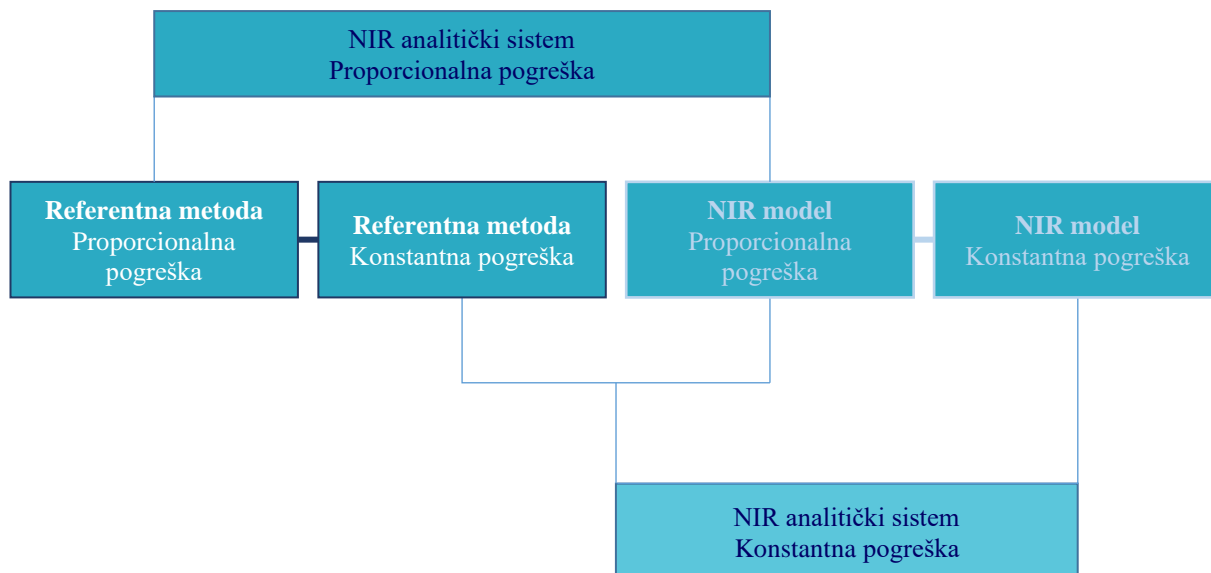 NIR analitički sistem
Proporcionalna pogreška
Referentna metoda
Proporcionalna
pogreška
Referentna metoda
Konstantna pogreška
NIR model
Proporcionalna
pogreška
NIR model
Konstantna pogreška
NIR analitički sistem
Konstantna pogreška